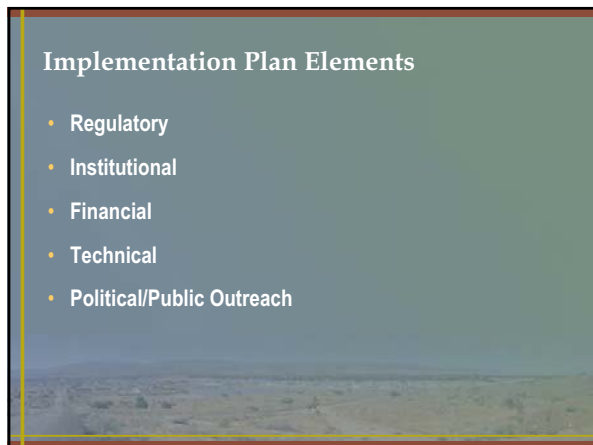 Implementation Plan Elements
• Regulatory
• Institutional
• Financial
• Technical
• Political/Public Outreach